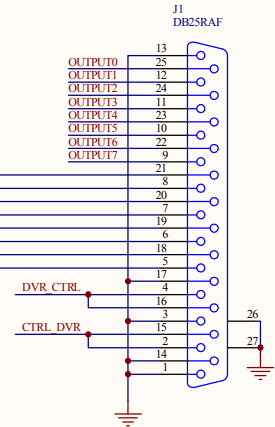 J1
DB25RAF
13
OUTPUT0 25
OUTPUT1 12
OUTPUT2 24
OUTPUT3 11
OUTPUT4 23
OUTPUT5 10
OUTPUT6 22
OUTPUT7 9
21
8
20
7
19
6
18
5
17
DVR_CTRL 4
16
3 26
CTRL_DVR 15
2 27
14
1